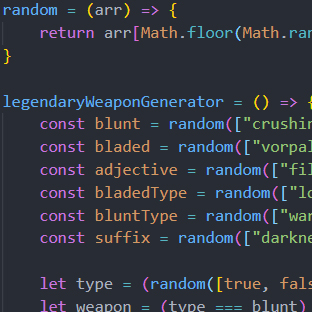 random = (arr) => {
return arr[Math.floor(Math.ran
}
legendaryWeaponGenerator = () => {
const blunt = random(["crushin
const bladed = random(["vorpal
const adjective = random(["fil
const bladedType = random(["lo
const bluntType = random(["war
const suffix = random(["darkne
let type = (random([true, fals
let weapon = (type === blunt)